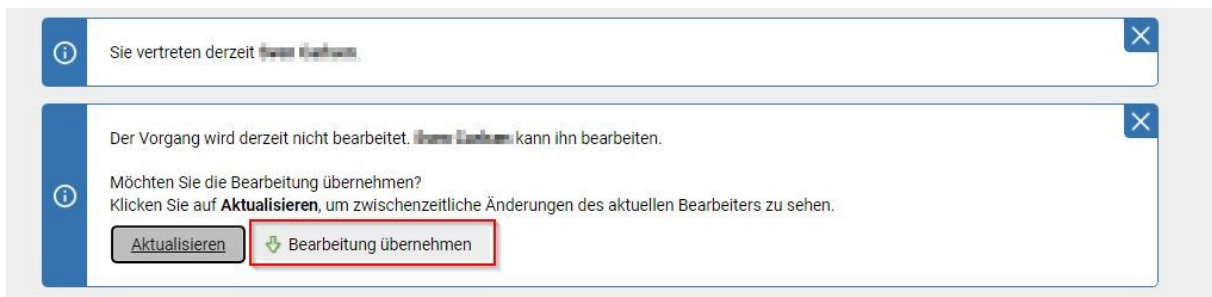 Sie vertreten derzeit
Der Vorgang wird derzeit nicht bearbeitet. kann ihn bearbeiten.
Möchten Sie die Bearbeitung übernehmen?
Klicken Sie auf Aktualisieren, um zwischenzeitliche Änderungen des aktuellen Bearbeiters zu sehen.
Aktualisieren Bearbeitung übernehmen